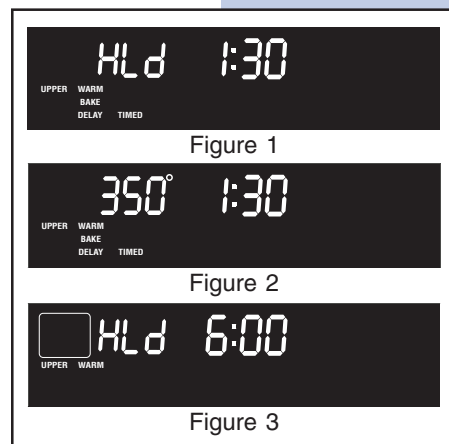 HLd 1:30
UPPER WARM
BAKE
DELAY TIMED
Figure 1
350° 1:30
UPPER WARM
BAKE
DELAY TIMED
Figure 2
HLd 6:00
UPPER WARM
Figure 3